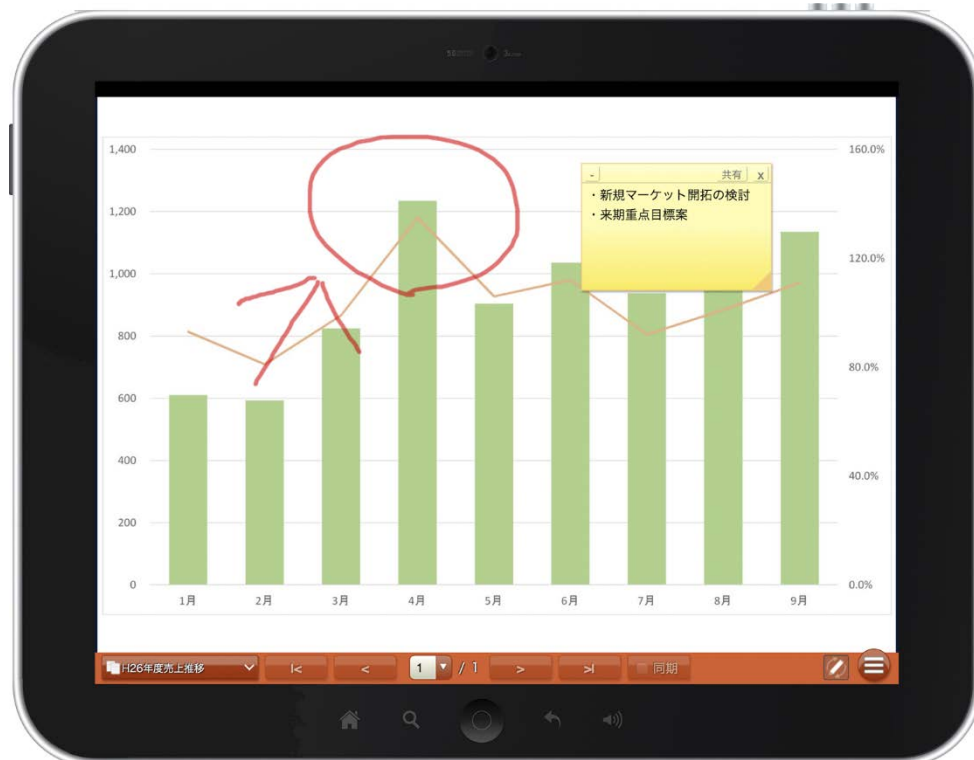 1,400
1,200
1,000
800
600
400
200
0
160.0%
120.0%
80.0%
40.0%
0.0%
- 共有 x
・新規マーケット開拓の検討
・来期重点目標案
1月 2月 3月 4月 5月 6月 7月 8月 9月
H26年度売上推移 |< < 1 / 1 > >| 同期